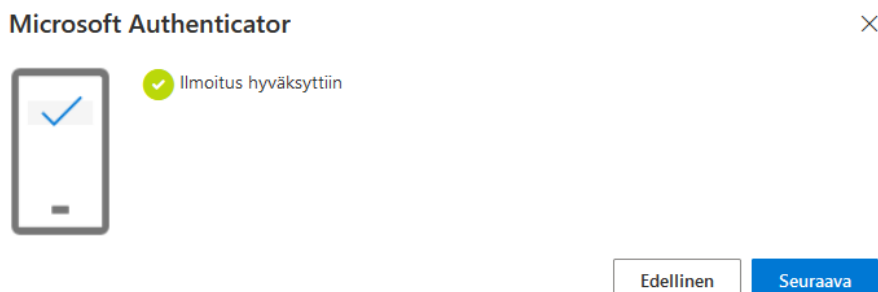 Microsoft Authenticator
Ilmoitus hyväksyttiin
Edellinen
Seuraava